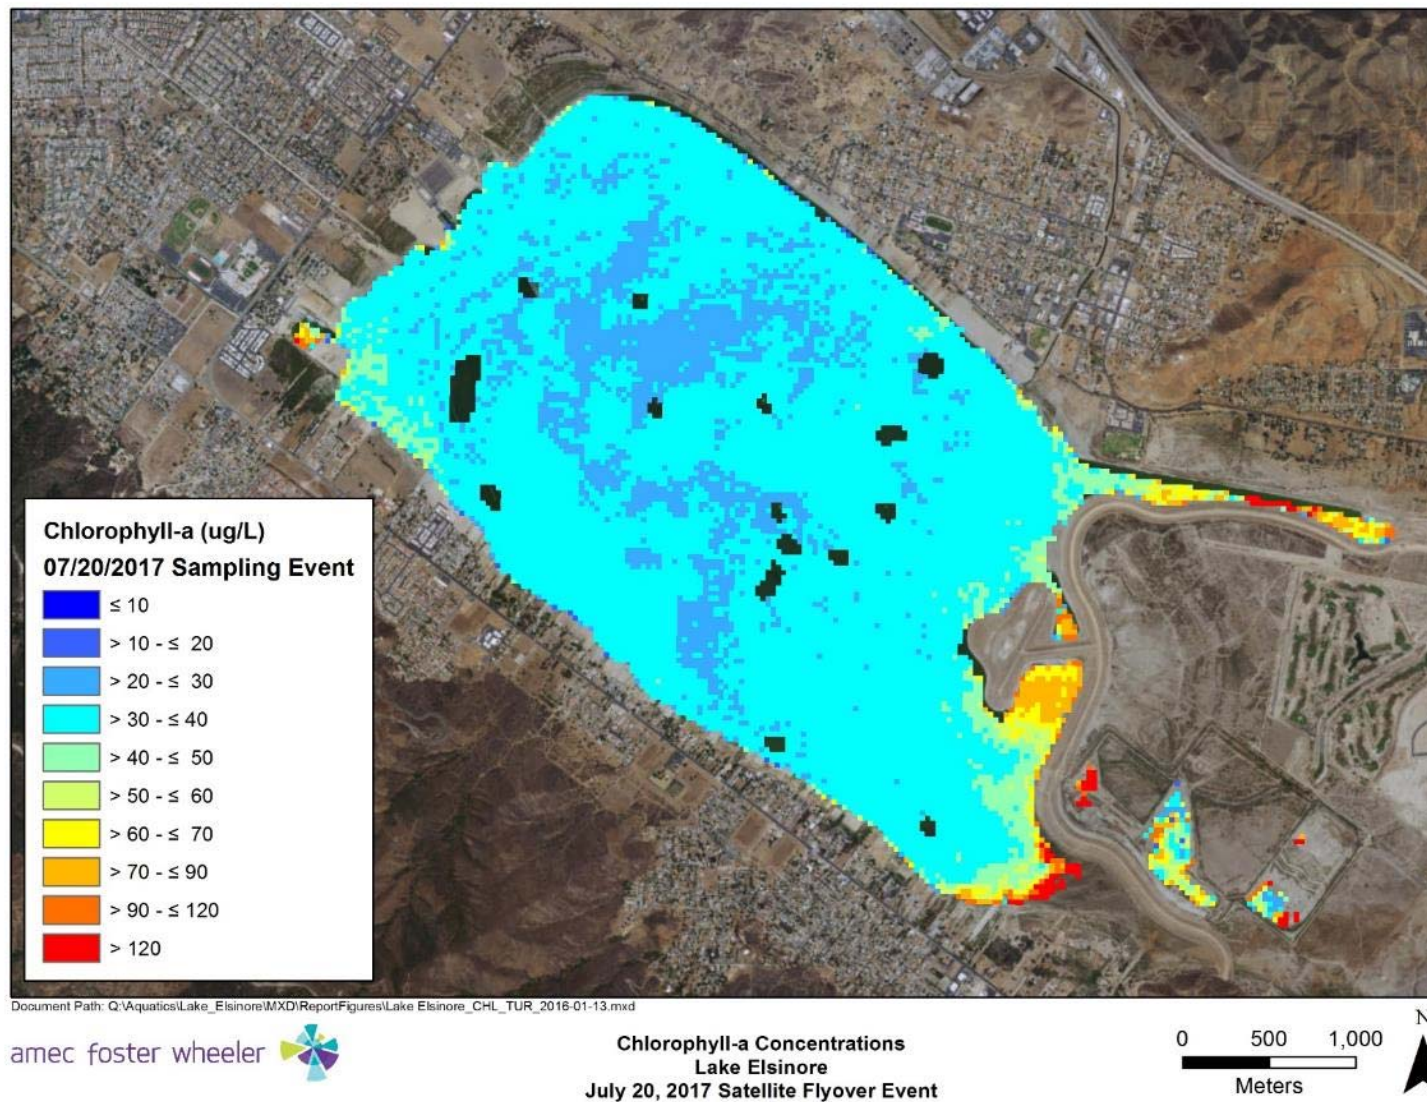 Chlorophyll-a (ug/L)
07/20/2017 Sampling Event
≤ 10
> 10 - ≤ 20
> 20 - ≤ 30
> 30 - ≤ 40
> 40 - ≤ 50
> 50 - ≤ 60
> 60 - ≤ 70
> 70 - ≤ 90
> 90 - ≤ 120
> 120
Document Path: Q:\Aquatics\Lake_Elsinore\MXD\ReportFigures\Lake Elsinore_CHL_TUR_2016-01-13.mxd
amec foster wheeler
Chlorophyll-a Concentrations
Lake Elsinore
July 20, 2017 Satellite Flyover Event
0 500 1,000
Meters
N